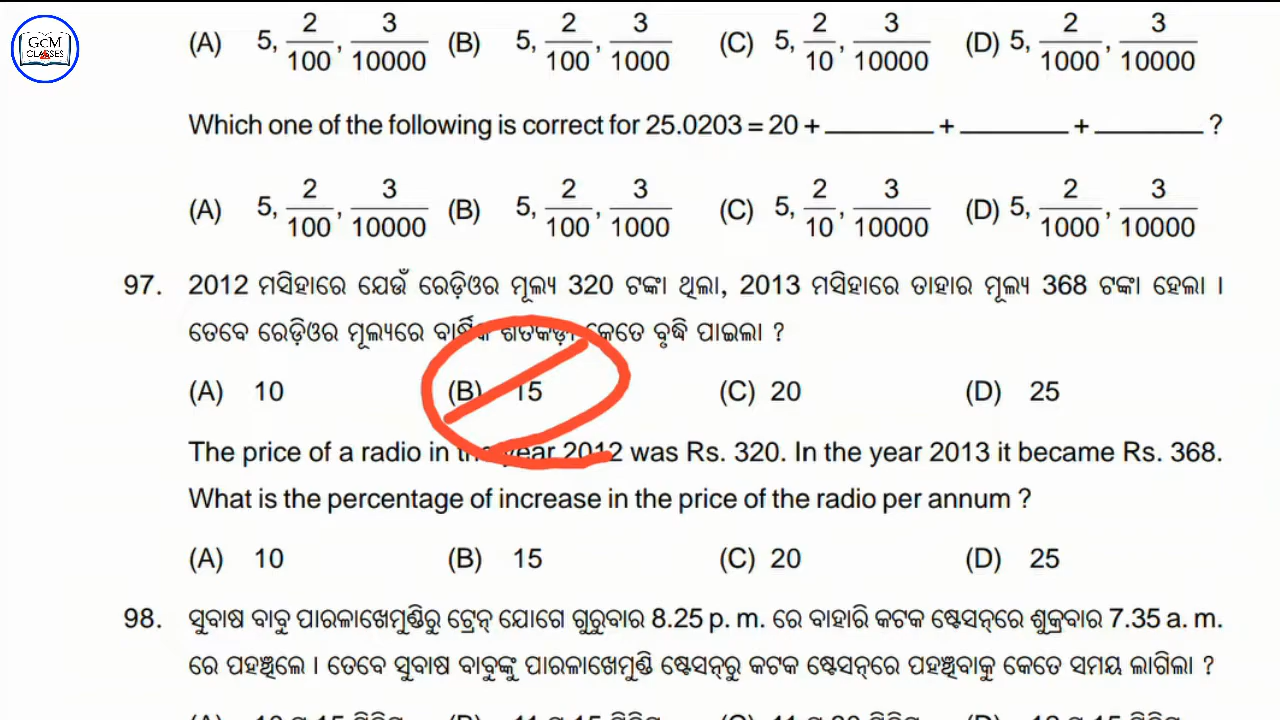 GCM
CLASSES
(A) 5, 2/100, 3/10000 (B) 5, 2/100, 3/1000 (C) 5, 2/10, 3/10000 (D) 5, 2/1000, 3/10000
Which one of the following is correct for 25.0203 = 20 + ________ + ________ + ________ ?
(A) 5, 2/100, 3/10000 (B) 5, 2/100, 3/1000 (C) 5, 2/10, 3/10000 (D) 5, 2/1000, 3/10000
97. 2012 ମସିହାରେ ଯେଉଁ ରେଡ଼ିଓର ମୂଲ୍ୟ 320 ଟଙ୍କା ଥିଲା, 2013 ମସିହାରେ ତାହାର ମୂଲ୍ୟ 368 ଟଙ୍କା ହେଲା ।
ତେବେ ରେଡ଼ିଓର ମୂଲ୍ୟରେ ବାର୍ଷିକ ଶତକଡ଼ା କେତେ ବୃଦ୍ଧି ପାଇଲା ?
(A) 10 (B) 15 (C) 20 (D) 25
The price of a radio in the year 2012 was Rs. 320. In the year 2013 it became Rs. 368.
What is the percentage of increase in the price of the radio per annum ?
(A) 10 (B) 15 (C) 20 (D) 25
98. ସୁବାଷ ବାବୁ ପାରଳାଖେମୁଣ୍ଡିରୁ ଟ୍ରେନ୍ ଯୋଗେ ଗୁରୁବାର 8.25 p. m. ରେ ବାହାରି କଟକ ଷ୍ଟେସନ୍‌ରେ ଶୁକ୍ରବାର 7.35 a. m.
ରେ ପହଞ୍ଚିଲେ । ତେବେ ସୁବାଷ ବାବୁଙ୍କୁ ପାରଳାଖେମୁଣ୍ଡି ଷ୍ଟେସନ୍‌ରୁ କଟକ ଷ୍ଟେସନ୍‌ରେ ପହଞ୍ଚିବାକୁ କେତେ ସମୟ ଲାଗିଲା ?